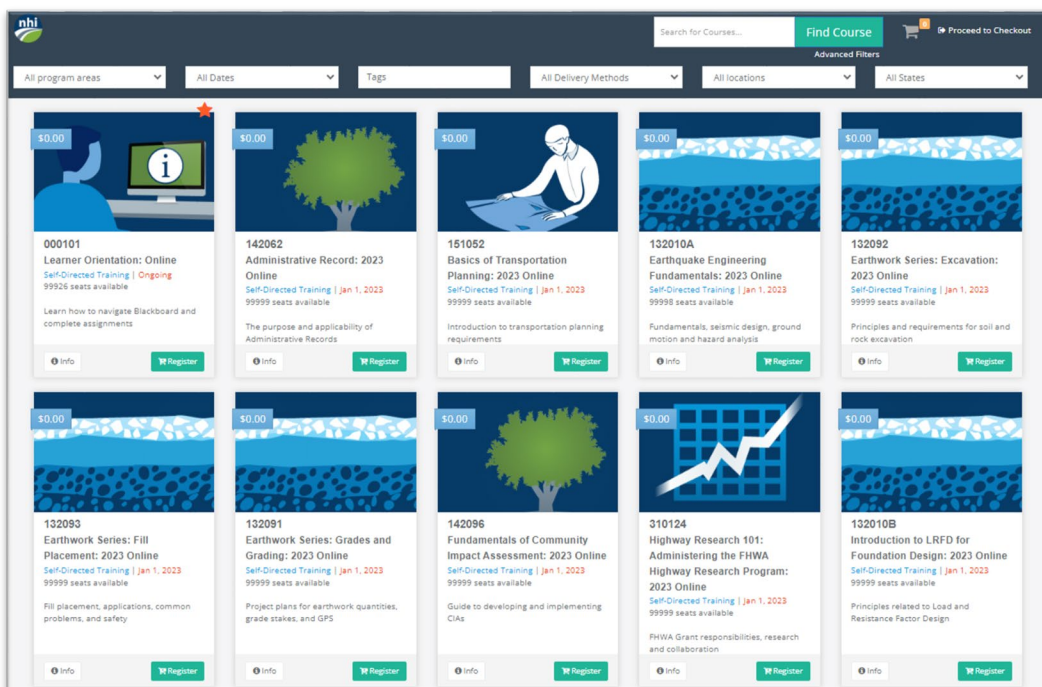 nhi
Search for Courses...
Find Course
0
Proceed to Checkout
Advanced Filters
All program areas
All Dates
Tags
All Delivery Methods
All locations
All States
$0.00
i
000101
Learner Orientation: Online
Self-Directed Training | Ongoing
99926 seats available
Learn how to navigate Blackboard and
complete assignments
Info
Register
$0.00
142062
Administrative Record: 2023
Online
Self-Directed Training | Jan 1, 2023
99999 seats available
The purpose and applicability of
Administrative Records
Info
Register
$0.00
151052
Basics of Transportation
Planning: 2023 Online
Self-Directed Training | Jan 1, 2023
99999 seats available
Introduction to transportation planning
requirements
Info
Register
$0.00
132010A
Earthquake Engineering
Fundamentals: 2023 Online
Self-Directed Training | Jan 1, 2023
99998 seats available
Fundamentals, seismic design, ground
motion and hazard analysis
Info
Register
$0.00
132092
Earthwork Series: Excavation:
2023 Online
Self-Directed Training | Jan 1, 2023
99999 seats available
Principles and requirements for soil and
rock excavation
Info
Register
$0.00
132093
Earthwork Series: Fill
Placement: 2023 Online
Self-Directed Training | Jan 1, 2023
99999 seats available
Fill placement, applications, common
problems, and safety
Info
Register
$0.00
132091
Earthwork Series: Grades and
Grading: 2023 Online
Self-Directed Training | Jan 1, 2023
99999 seats available
Project plans for earthwork quantities,
grade stakes, and GPS
Info
Register
$0.00
142096
Fundamentals of Community
Impact Assessment: 2023 Online
Self-Directed Training | Jan 1, 2023
99999 seats available
Guide to developing and implementing
CIAs
Info
Register
$0.00
310124
Highway Research 101:
Administering the FHWA
Highway Research Program:
2023 Online
Self-Directed Training | Jan 1, 2023
99999 seats available
FHWA Grant responsibilities, research
and collaboration
Info
Register
$0.00
132010B
Introduction to LRFD for
Foundation Design: 2023 Online
Self-Directed Training | Jan 1, 2023
99999 seats available
Principles related to Load and
Resistance Factor Design
Info
Register